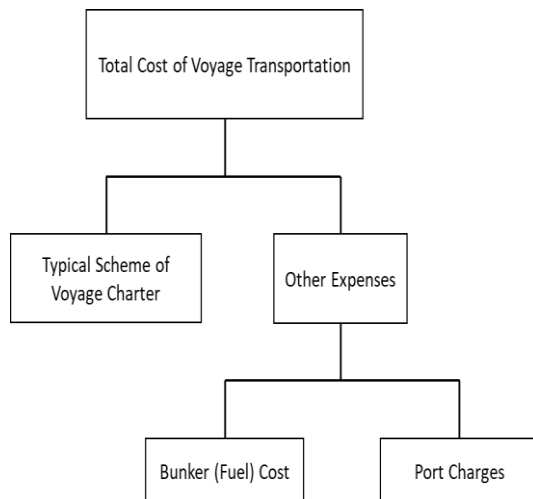 Total Cost of Voyage Transportation
Typical Scheme of
Voyage Charter
Other Expenses
Bunker (Fuel) Cost
Port Charges